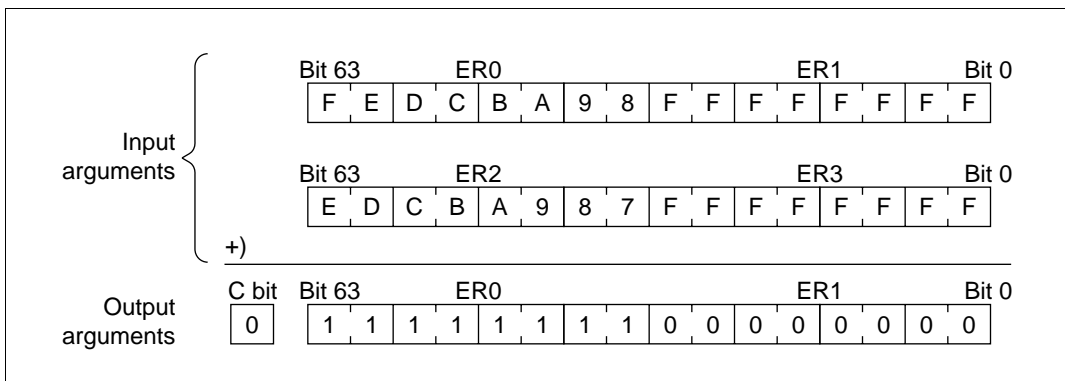 Bit 63 ER0 ER1 Bit 0
F E D C B A 9 8 F F F F F F F F
Input
arguments
Bit 63 ER2 ER3 Bit 0
E D C B A 9 8 7 F F F F F F F F
+)
C bit Bit 63 ER0 ER1 Bit 0
Output
arguments
0 1 1 1 1 1 1 1 1 0 0 0 0 0 0 0 0